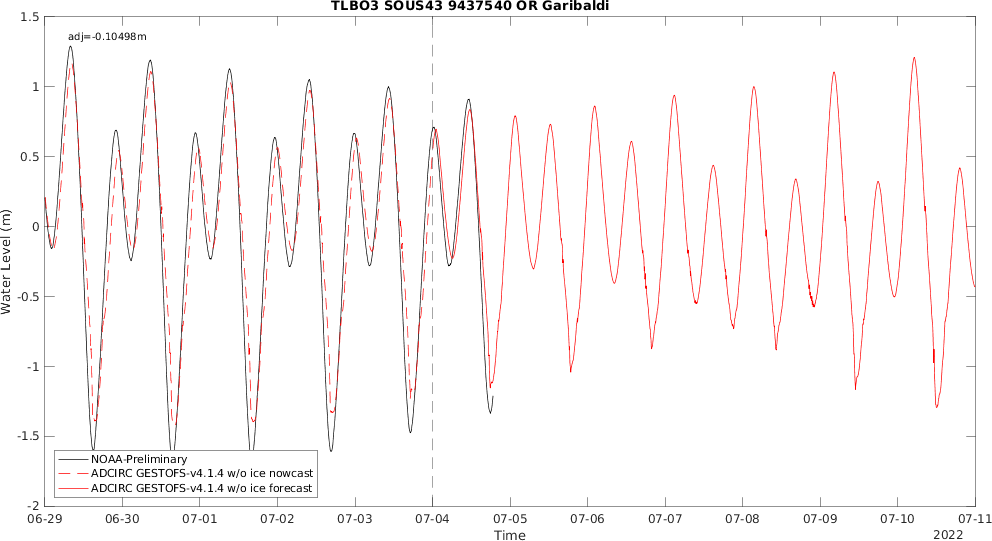 TLBO3 SOUS43 9437540 OR Garibaldi
adj=-0.10498m
1.5
1
0.5
0
-0.5
-1
-1.5
-2
Water Level (m)
NOAA-Preliminary
ADCIRC GESTOFS-v4.1.4 w/o ice nowcast
ADCIRC GESTOFS-v4.1.4 w/o ice forecast
06-29 06-30 07-01 07-02 07-03 07-04 07-05 07-06 07-07 07-08 07-09 07-10 07-11
Time
2022